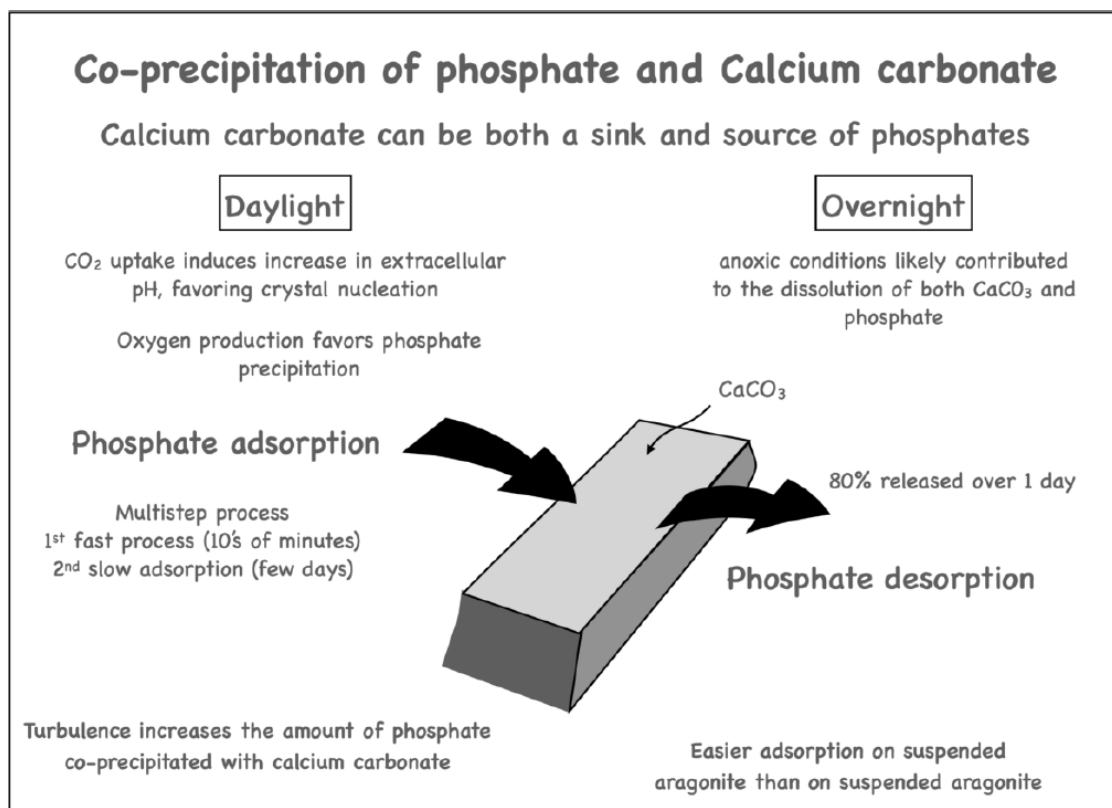 Co-precipitation of phosphate and Calcium carbonate
Calcium carbonate can be both a sink and source of phosphates
Daylight
CO₂ uptake induces increase in extracellular
pH, favoring crystal nucleation
Oxygen production favors phosphate
precipitation
Overnight
anoxic conditions likely contributed
to the dissolution of both CaCO₃ and
phosphate
CaCO₃
Phosphate adsorption
Multistep process
1ˢᵗ fast process (10's of minutes)
2ⁿᵈ slow adsorption (few days)
80% released over 1 day
Phosphate desorption
Turbulence increases the amount of phosphate
co-precipitated with calcium carbonate
Easier adsorption on suspended
aragonite than on suspended aragonite